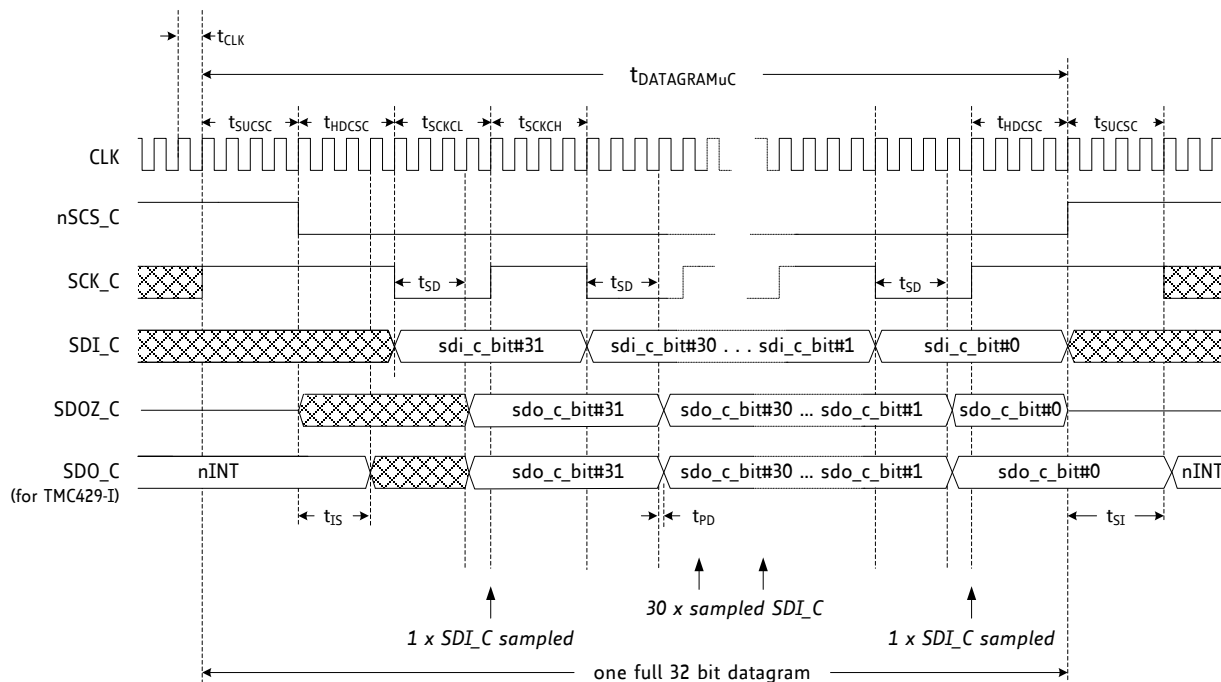 tCLK
tDATAGRAMuC
tSUCSC tHDCSC tSCKCL tSCKCH tHDCSC tSUCSC
CLK
nSCS_C
SCK_C tSD tSD tSD
SDI_C sdi_c_bit#31 sdi_c_bit#30 . . . sdi_c_bit#1 sdi_c_bit#0
SDOZ_C sdo_c_bit#31 sdo_c_bit#30 ... sdo_c_bit#1 sdo_c_bit#0
SDO_C nINT sdo_c_bit#31 sdo_c_bit#30 ... sdo_c_bit#1 sdo_c_bit#0 nINT
(for TMC429-I)
tIS tPD tSI
30 x sampled SDI_C
1 x SDI_C sampled 1 x SDI_C sampled
one full 32 bit datagram